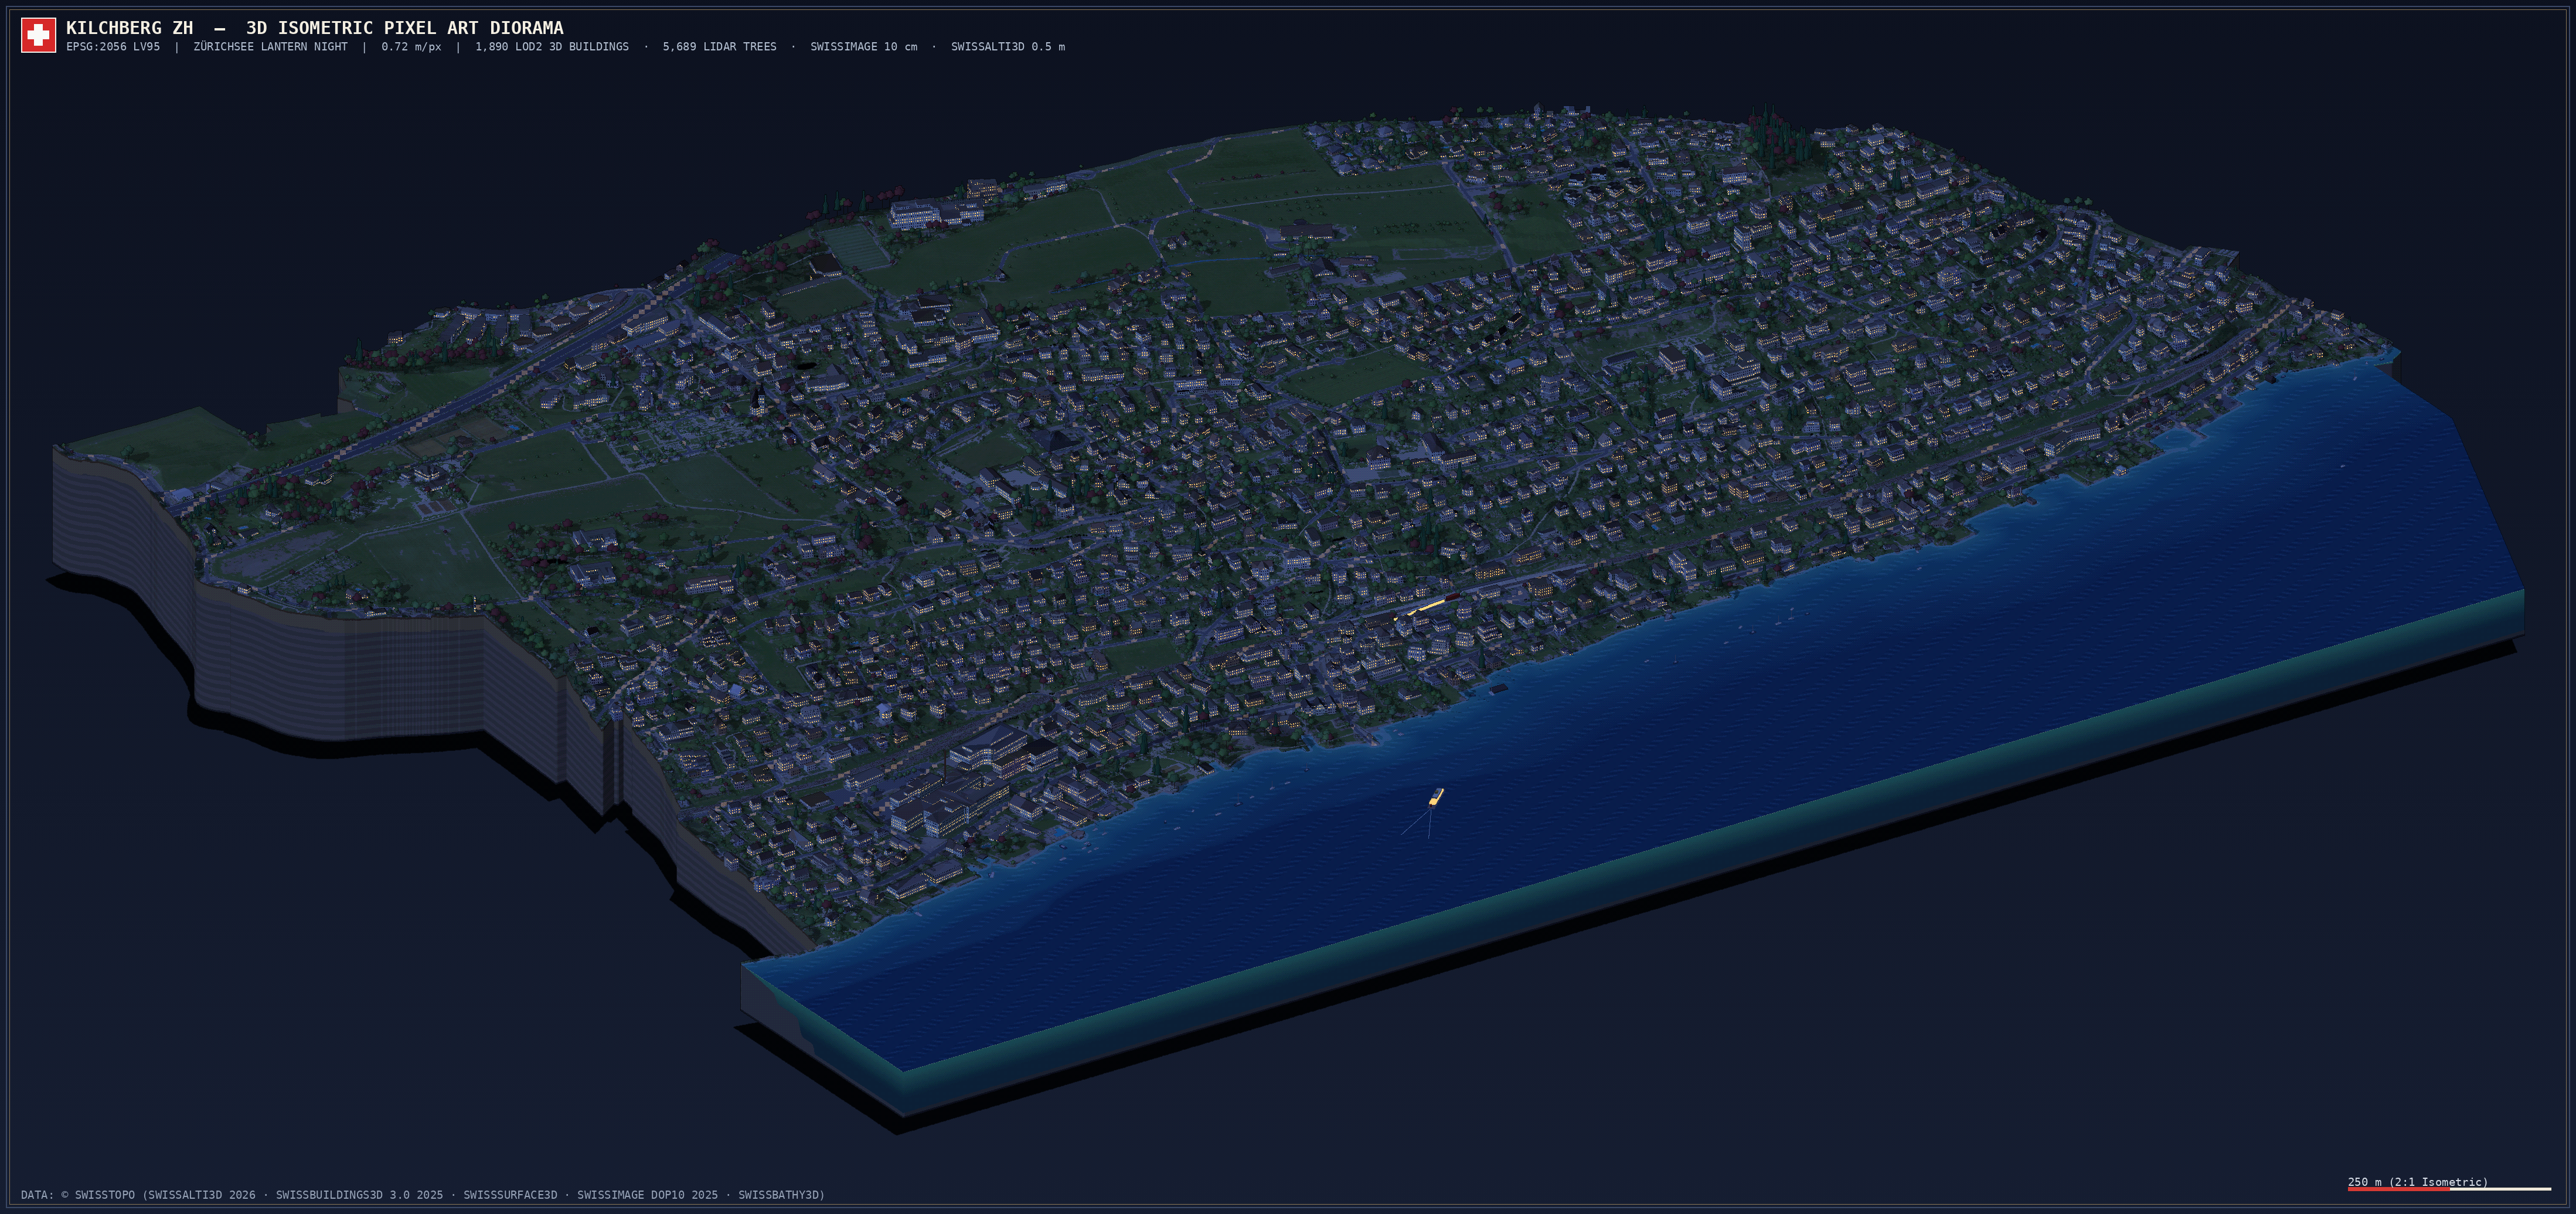 KILCHBERG ZH — 3D ISOMETRIC PIXEL ART DIORAMA
EPSG:2056 LV95 | ZÜRICHSEE LANTERN NIGHT | 0.72 m/px | 1,890 LOD2 3D BUILDINGS · 5,689 LIDAR TREES · SWISSIMAGE 10 cm · SWISSALTI3D 0.5 m
250 m (2:1 Isometric)
DATA: © SWISSTOPO (SWISSALTI3D 2026 · SWISSBUILDINGS3D 3.0 2025 · SWISSSURFACE3D · SWISSIMAGE DOP10 2025 · SWISSBATHY3D)